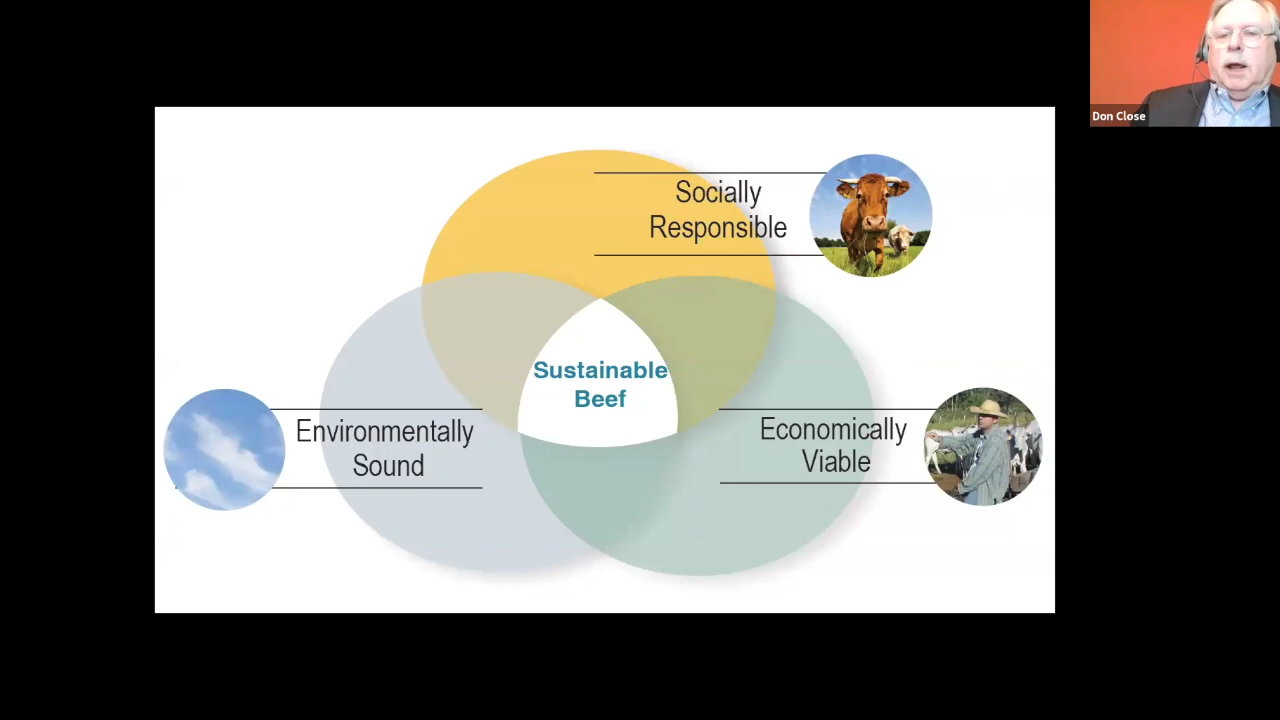 Don Close
Socially
Responsible
Sustainable
Beef
Environmentally
Sound
Economically
Viable